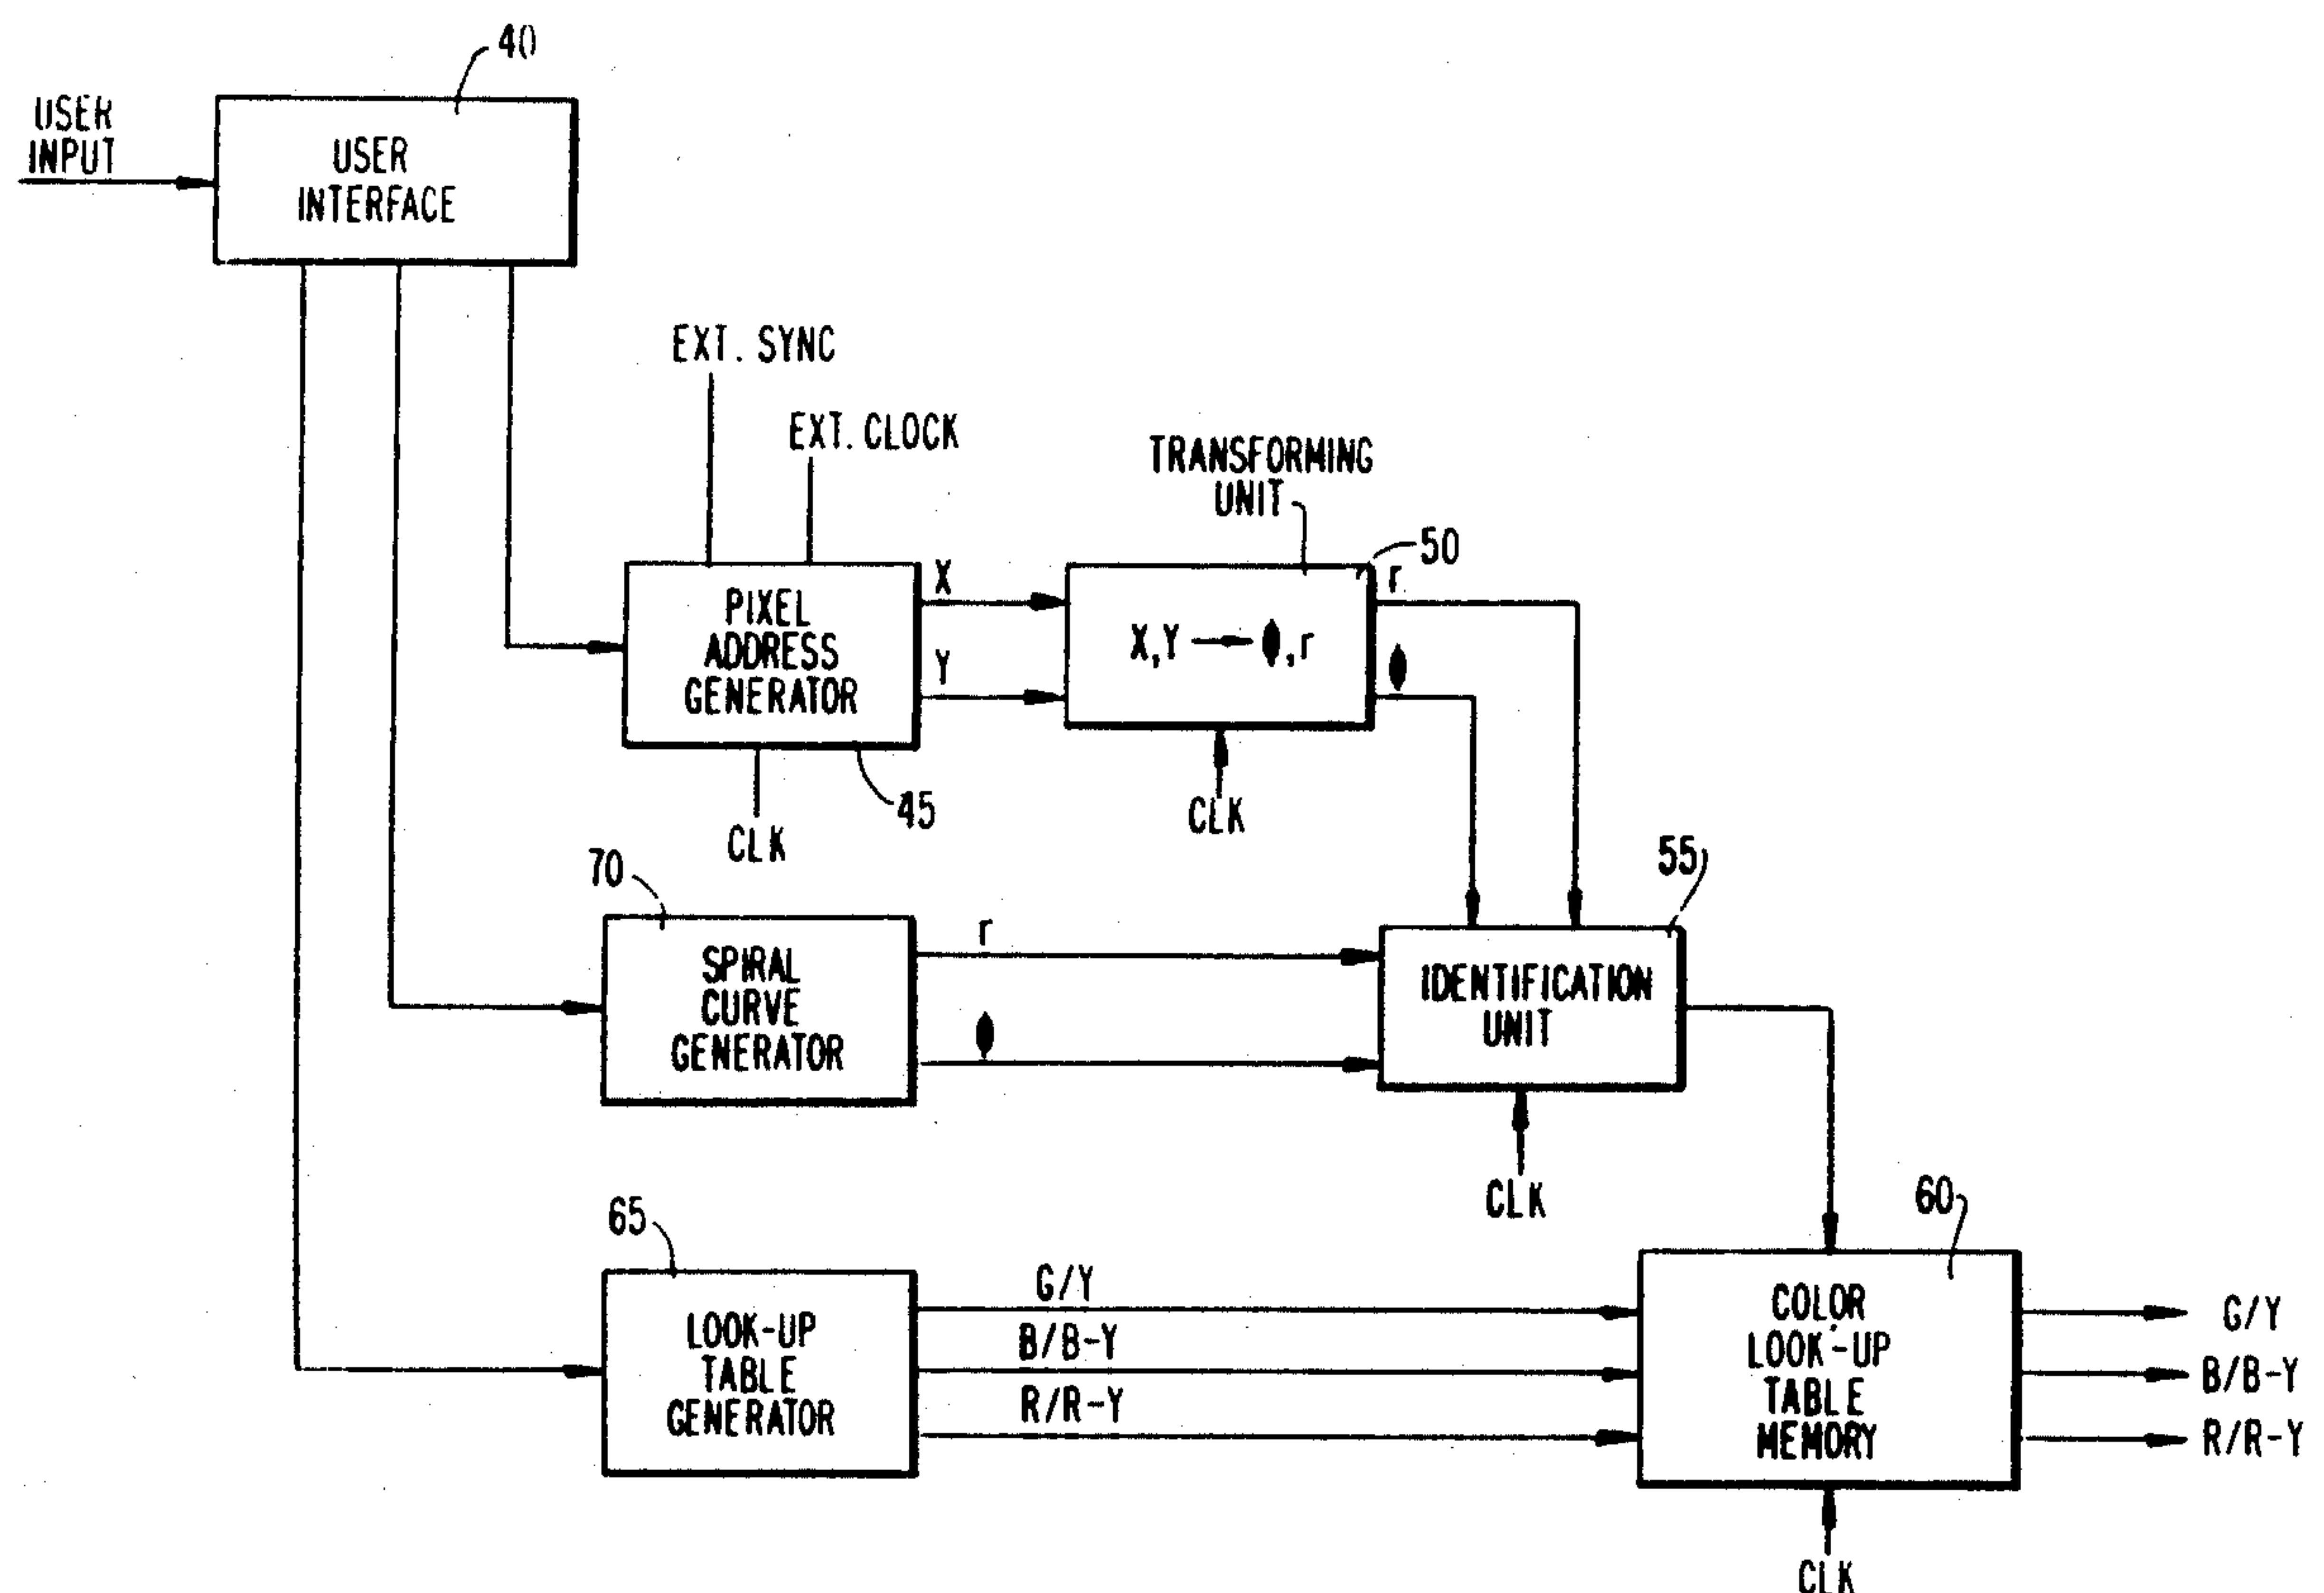 40
USER
INPUT
USER
INTERFACE
EXT. SYNC
EXT. CLOCK
TRANSFORMING
UNIT
50
X
r
PIXEL
ADDRESS
GENERATOR
X,Y → ϕ,r
Y
ϕ
45
CLK
CLK
70
55
r
SPIRAL
CURVE
GENERATOR
IDENTIFICATION
UNIT
ϕ
CLK
65
60
G/Y
LOOK-UP
TABLE
GENERATOR
B/B-Y
R/R-Y
COLOR
LOOK-UP
TABLE
MEMORY
G/Y
B/B-Y
R/R-Y
CLK